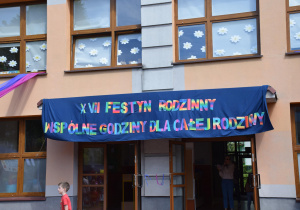 XVII FESTYN RODZINNY
WSPÓLNE GODZINY DLA CAŁEJ RODZINY